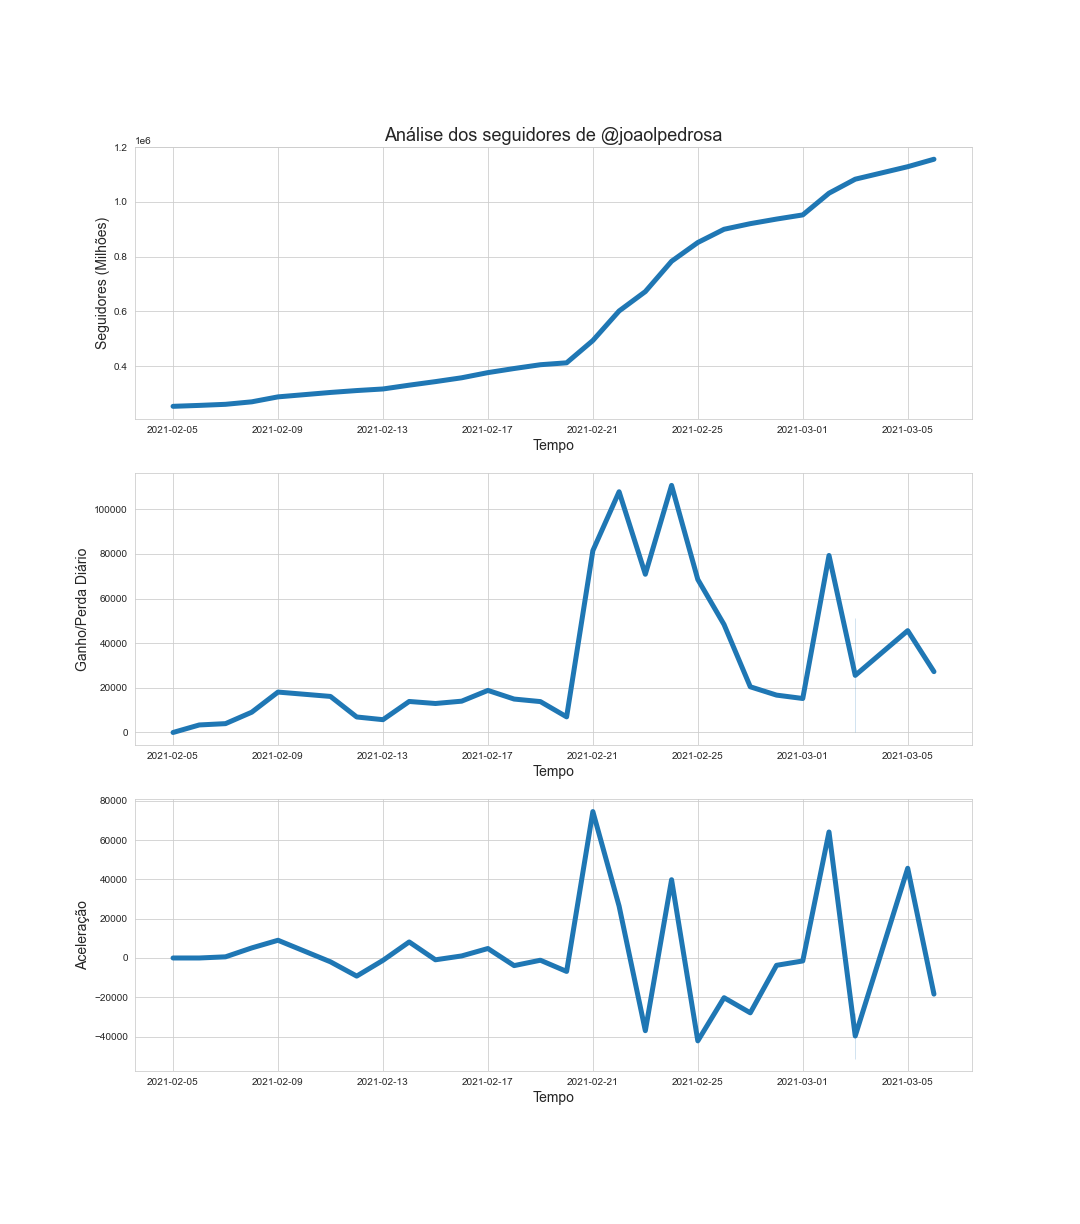 Análise dos seguidores de @joaolpedrosa
1e6
Seguidores (Milhões)
1.2
1.0
0.8
0.6
0.4
2021-02-05 2021-02-09 2021-02-13 2021-02-17 2021-02-21 2021-02-25 2021-03-01 2021-03-05
Tempo
Ganho/Perda Diário
100000
80000
60000
40000
20000
0
2021-02-05 2021-02-09 2021-02-13 2021-02-17 2021-02-21 2021-02-25 2021-03-01 2021-03-05
Tempo
Aceleração
80000
60000
40000
20000
0
−20000
−40000
2021-02-05 2021-02-09 2021-02-13 2021-02-17 2021-02-21 2021-02-25 2021-03-01 2021-03-05
Tempo